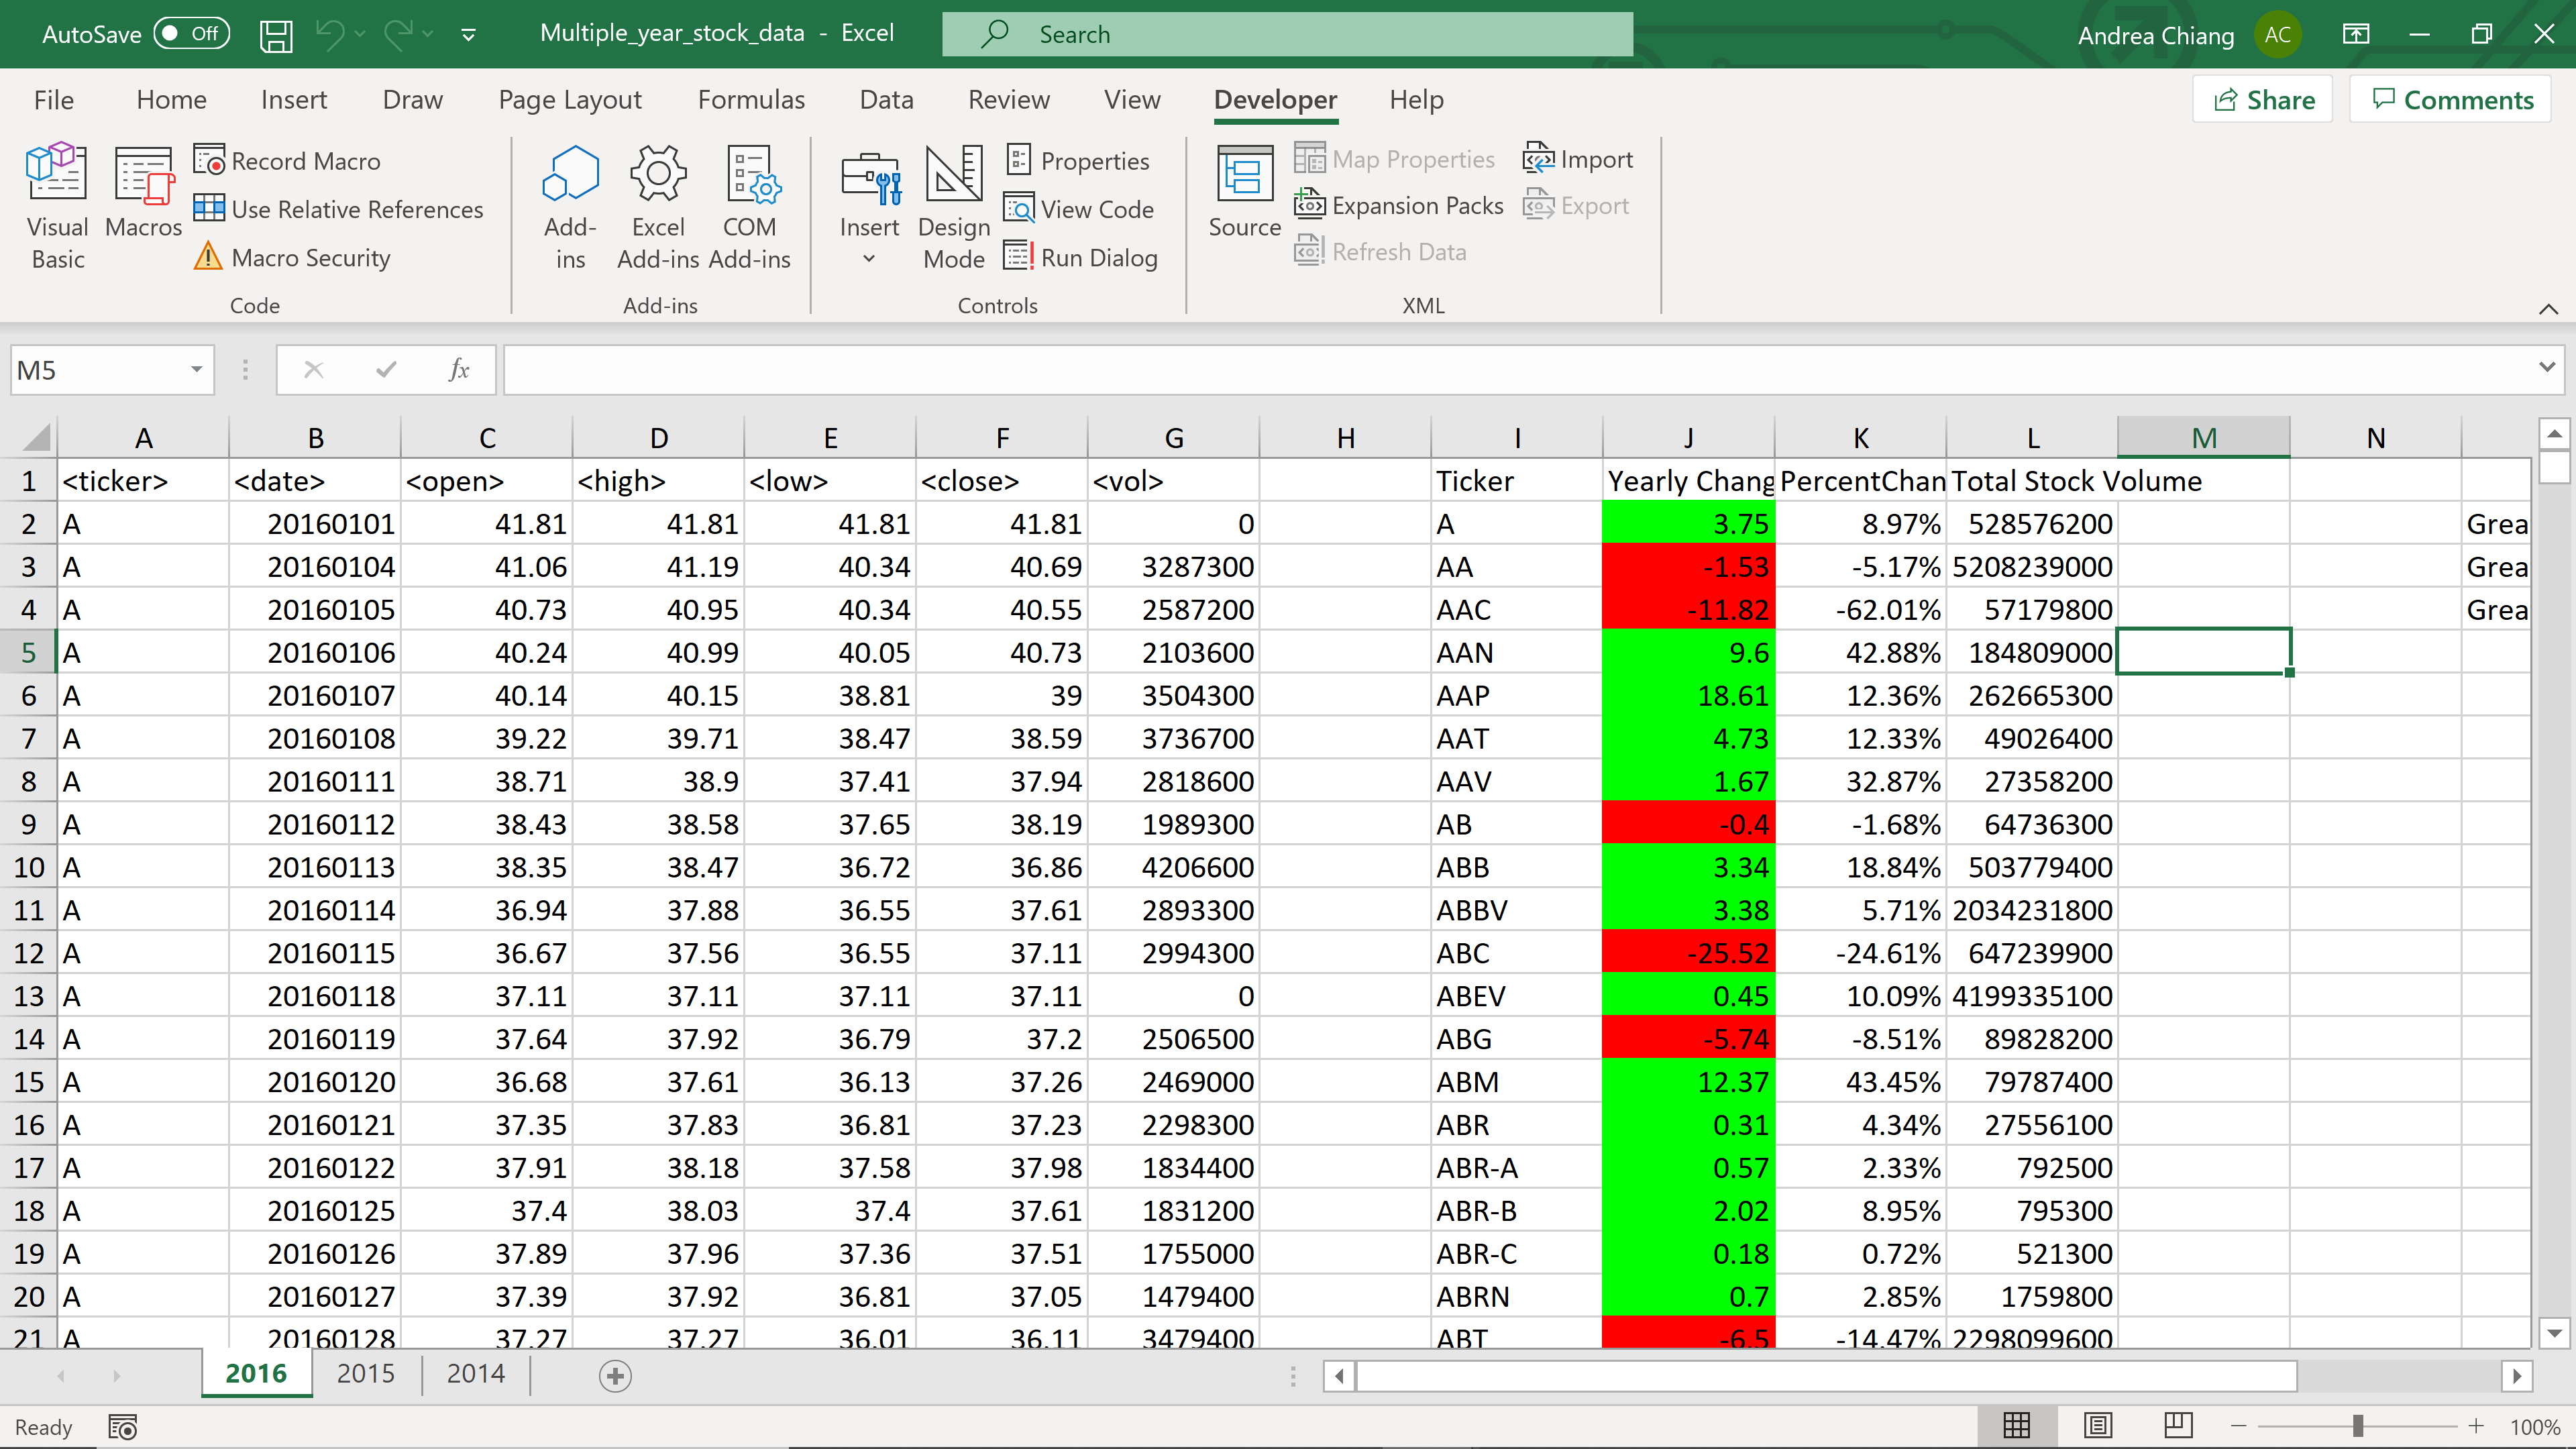 AutoSave Off Multiple_year_stock_data - Excel Search Andrea Chiang AC
File Home Insert Draw Page Layout Formulas Data Review View Developer Help Share Comments
Visual Basic
Macros
Record Macro
Use Relative References
Macro Security
Code
Add-ins
Excel Add-ins
COM Add-ins
Add-ins
Insert
Design Mode
Properties
View Code
Run Dialog
Controls
Source
Map Properties
Expansion Packs
Refresh Data
Import
Export
XML
M5 fx
A B C D E F G H I J K L M N
1 <ticker> <date> <open> <high> <low> <close> <vol> Ticker Yearly Chang PercentChan Total Stock Volume
2 A 20160101 41.81 41.81 41.81 41.81 0 A 3.75 8.97% 528576200 Grea
3 A 20160104 41.06 41.19 40.34 40.69 3287300 AA -1.53 -5.17% 5208239000 Grea
4 A 20160105 40.73 40.95 40.34 40.55 2587200 AAC -11.82 -62.01% 57179800 Grea
5 A 20160106 40.24 40.99 40.05 40.73 2103600 AAN 9.6 42.88% 184809000
6 A 20160107 40.14 40.15 38.81 39 3504300 AAP 18.61 12.36% 262665300
7 A 20160108 39.22 39.71 38.47 38.59 3736700 AAT 4.73 12.33% 49026400
8 A 20160111 38.71 38.9 37.41 37.94 2818600 AAV 1.67 32.87% 27358200
9 A 20160112 38.43 38.58 37.65 38.19 1989300 AB -0.4 -1.68% 64736300
10 A 20160113 38.35 38.47 36.72 36.86 4206600 ABB 3.34 18.84% 503779400
11 A 20160114 36.94 37.88 36.55 37.61 2893300 ABBV 3.38 5.71% 2034231800
12 A 20160115 36.67 37.56 36.55 37.11 2994300 ABC -25.52 -24.61% 647239900
13 A 20160118 37.11 37.11 37.11 37.11 0 ABEV 0.45 10.09% 4199335100
14 A 20160119 37.64 37.92 36.79 37.2 2506500 ABG -5.74 -8.51% 89828200
15 A 20160120 36.68 37.61 36.13 37.26 2469000 ABM 12.37 43.45% 79787400
16 A 20160121 37.35 37.83 36.81 37.23 2298300 ABR 0.31 4.34% 27556100
17 A 20160122 37.91 38.18 37.58 37.98 1834400 ABR-A 0.57 2.33% 792500
18 A 20160125 37.4 38.03 37.4 37.61 1831200 ABR-B 2.02 8.95% 795300
19 A 20160126 37.89 37.96 37.36 37.51 1755000 ABR-C 0.18 0.72% 521300
20 A 20160127 37.39 37.92 36.81 37.05 1479400 ABRN 0.7 2.85% 1759800
21 A 20160128 37.27 37.27 36.01 36.11 3479400 ABT -6.5 -14.47% 2298099600
2016 2015 2014
Ready 100%